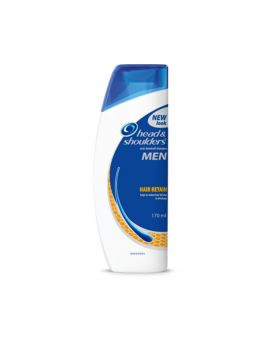 NEW
look
head &
shoulders
anti-dandruff shampoo
MEN
HAIR RETAIN
170 ml